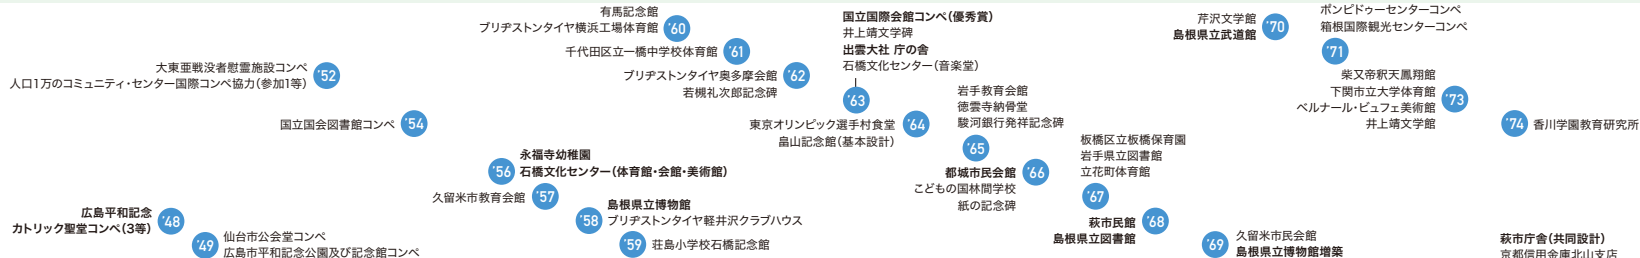 '48
広島平和記念
カトリック聖堂コンペ(3等)
'49
仙台市公会堂コンペ
広島市平和記念公園及び記念館コンペ
'52
大東亜戦没者慰霊施設コンペ
人口1万のコミュニティ・センター国際コンペ協力(参加1等)
'54
国立国会図書館コンペ
'56
永福寺幼稚園
石橋文化センター(体育館・会館・美術館)
'57
久留米市教育会館
'58
島根県立博物館
ブリヂストンタイヤ軽井沢クラブハウス
'59
荘島小学校石橋記念館
'60
有馬記念館
ブリヂストンタイヤ横浜工場体育館
'61
千代田区立一橋中学校体育館
'62
ブリヂストンタイヤ奥多摩会館
若槻礼次郎記念碑
'63
国立国際会館コンペ(優秀賞)
井上靖文学碑
出雲大社 庁の舎
石橋文化センター(音楽堂)
'64
東京オリンピック選手村食堂
畠山記念館(基本設計)
'65
岩手教育会館
徳雲寺納骨堂
駿河銀行発祥記念碑
'66
都城市民会館
こどもの国林間学校
紙の記念碑
'67
板橋区立板橋保育園
岩手県立図書館
立花町体育館
'68
萩市民館
島根県立図書館
'69
久留米市民会館
島根県立博物館増築
'70
芹沢文学館
島根県立武道館
'71
ポンピドゥーセンターコンペ
箱根国際観光センターコンペ
'73
柴又帝釈天鳳翔館
下関市立大学体育館
ベルナール・ビュフェ美術館
井上靖文学館
'74
香川学園教育研究所
萩市庁舎(共同設計)
京都信用金庫北山支店